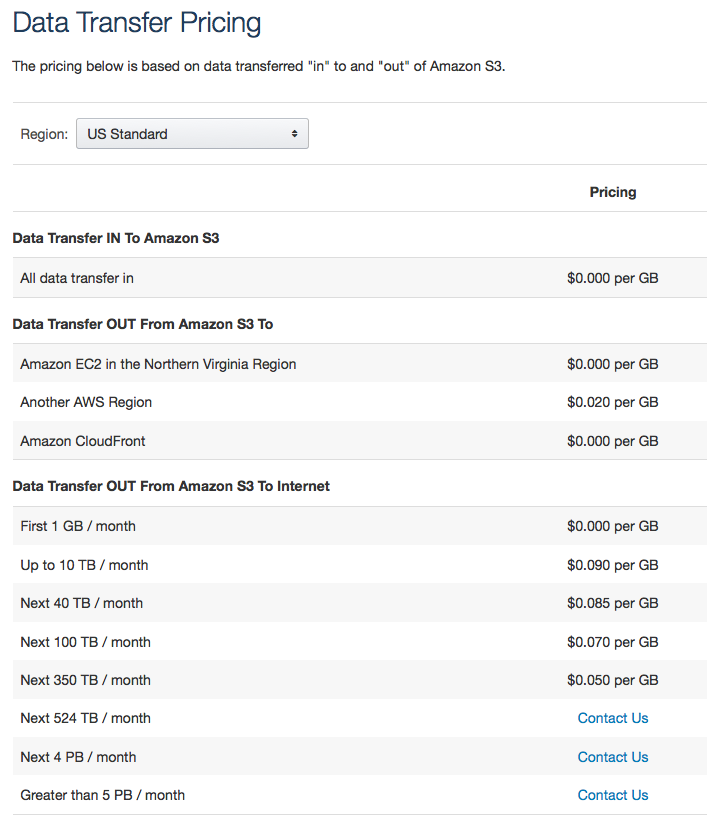 Data Transfer Pricing
The pricing below is based on data transferred "in" to and "out" of Amazon S3.
Region: US Standard
Pricing
Data Transfer IN To Amazon S3
All data transfer in $0.000 per GB
Data Transfer OUT From Amazon S3 To
Amazon EC2 in the Northern Virginia Region $0.000 per GB
Another AWS Region $0.020 per GB
Amazon CloudFront $0.000 per GB
Data Transfer OUT From Amazon S3 To Internet
First 1 GB / month $0.000 per GB
Up to 10 TB / month $0.090 per GB
Next 40 TB / month $0.085 per GB
Next 100 TB / month $0.070 per GB
Next 350 TB / month $0.050 per GB
Next 524 TB / month Contact Us
Next 4 PB / month Contact Us
Greater than 5 PB / month Contact Us